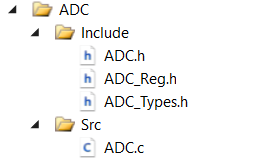 ADC
Include
ADC.h
ADC_Reg.h
ADC_Types.h
Src
ADC.c